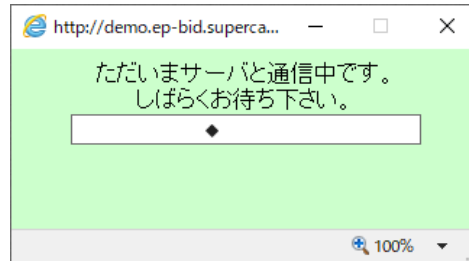 http://demo.ep-bid.superca...
ただいまサーバと通信中です。
しばらくお待ち下さい。
◆
100%